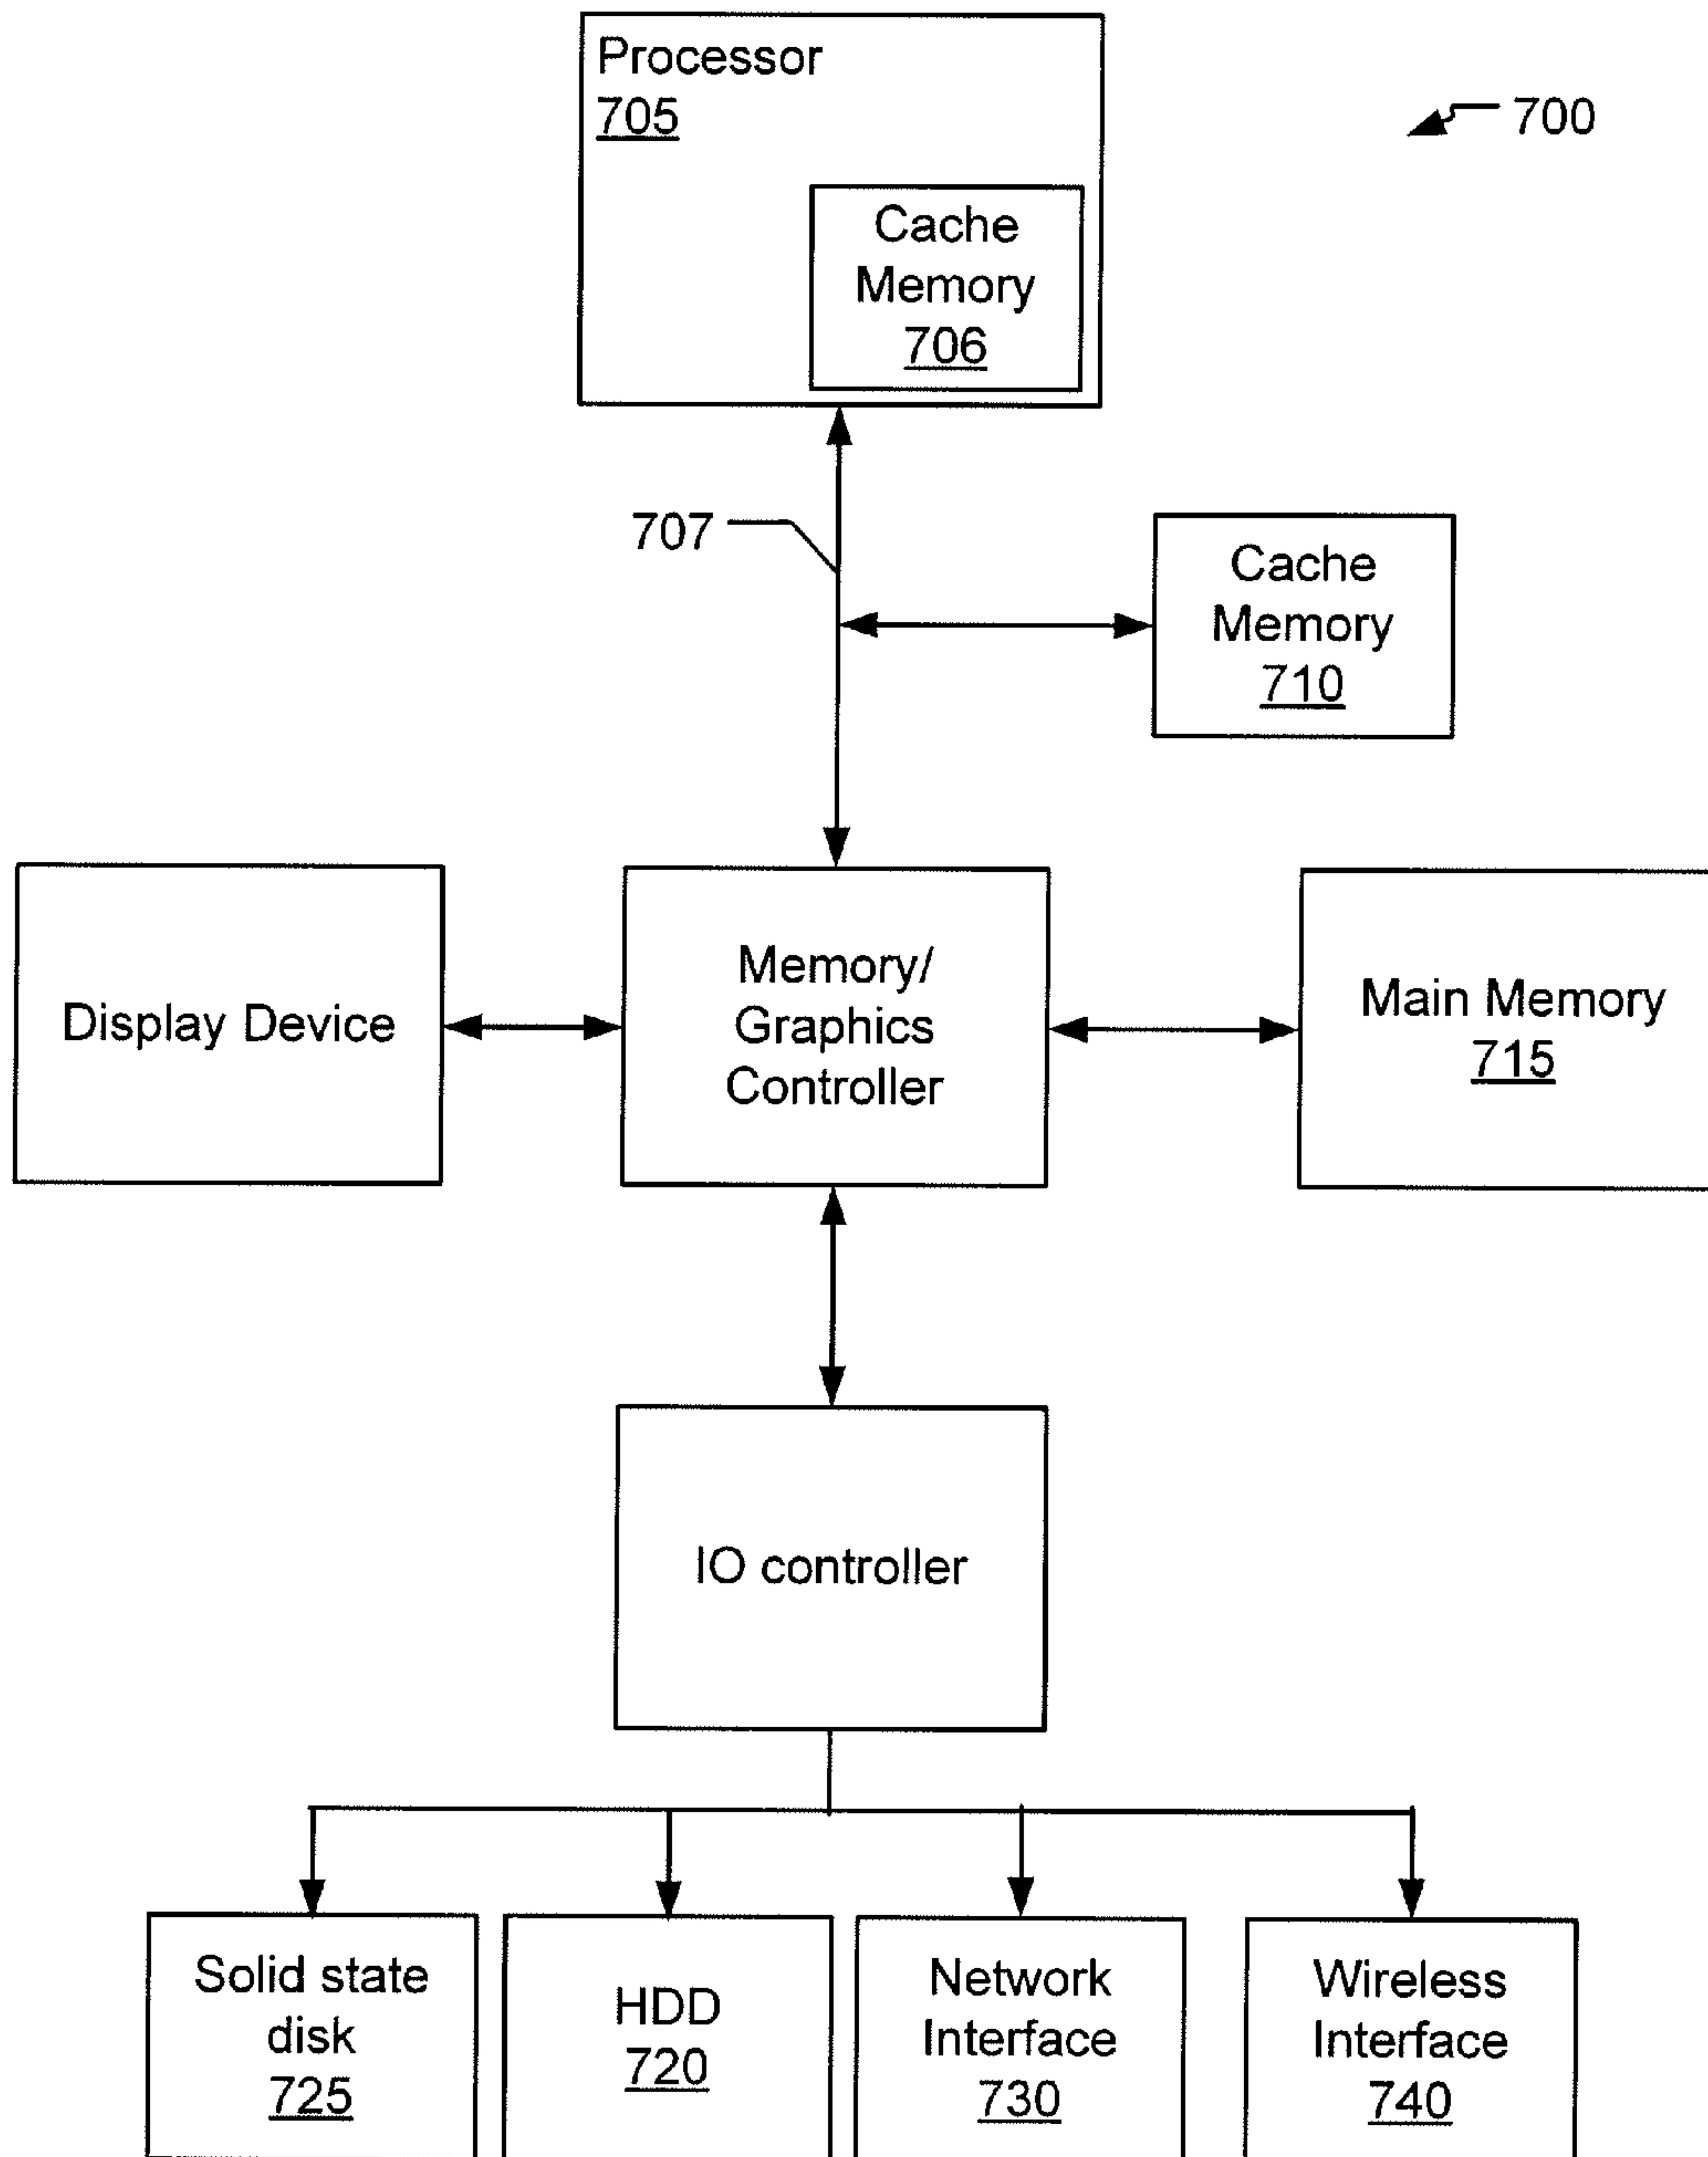 Processor
705
700
Cache
Memory
706
707
Cache
Memory
710
Display Device
Memory/
Graphics
Controller
Main Memory
715
IO controller
Solid state
disk
725
HDD
720
Network
Interface
730
Wireless
Interface
740